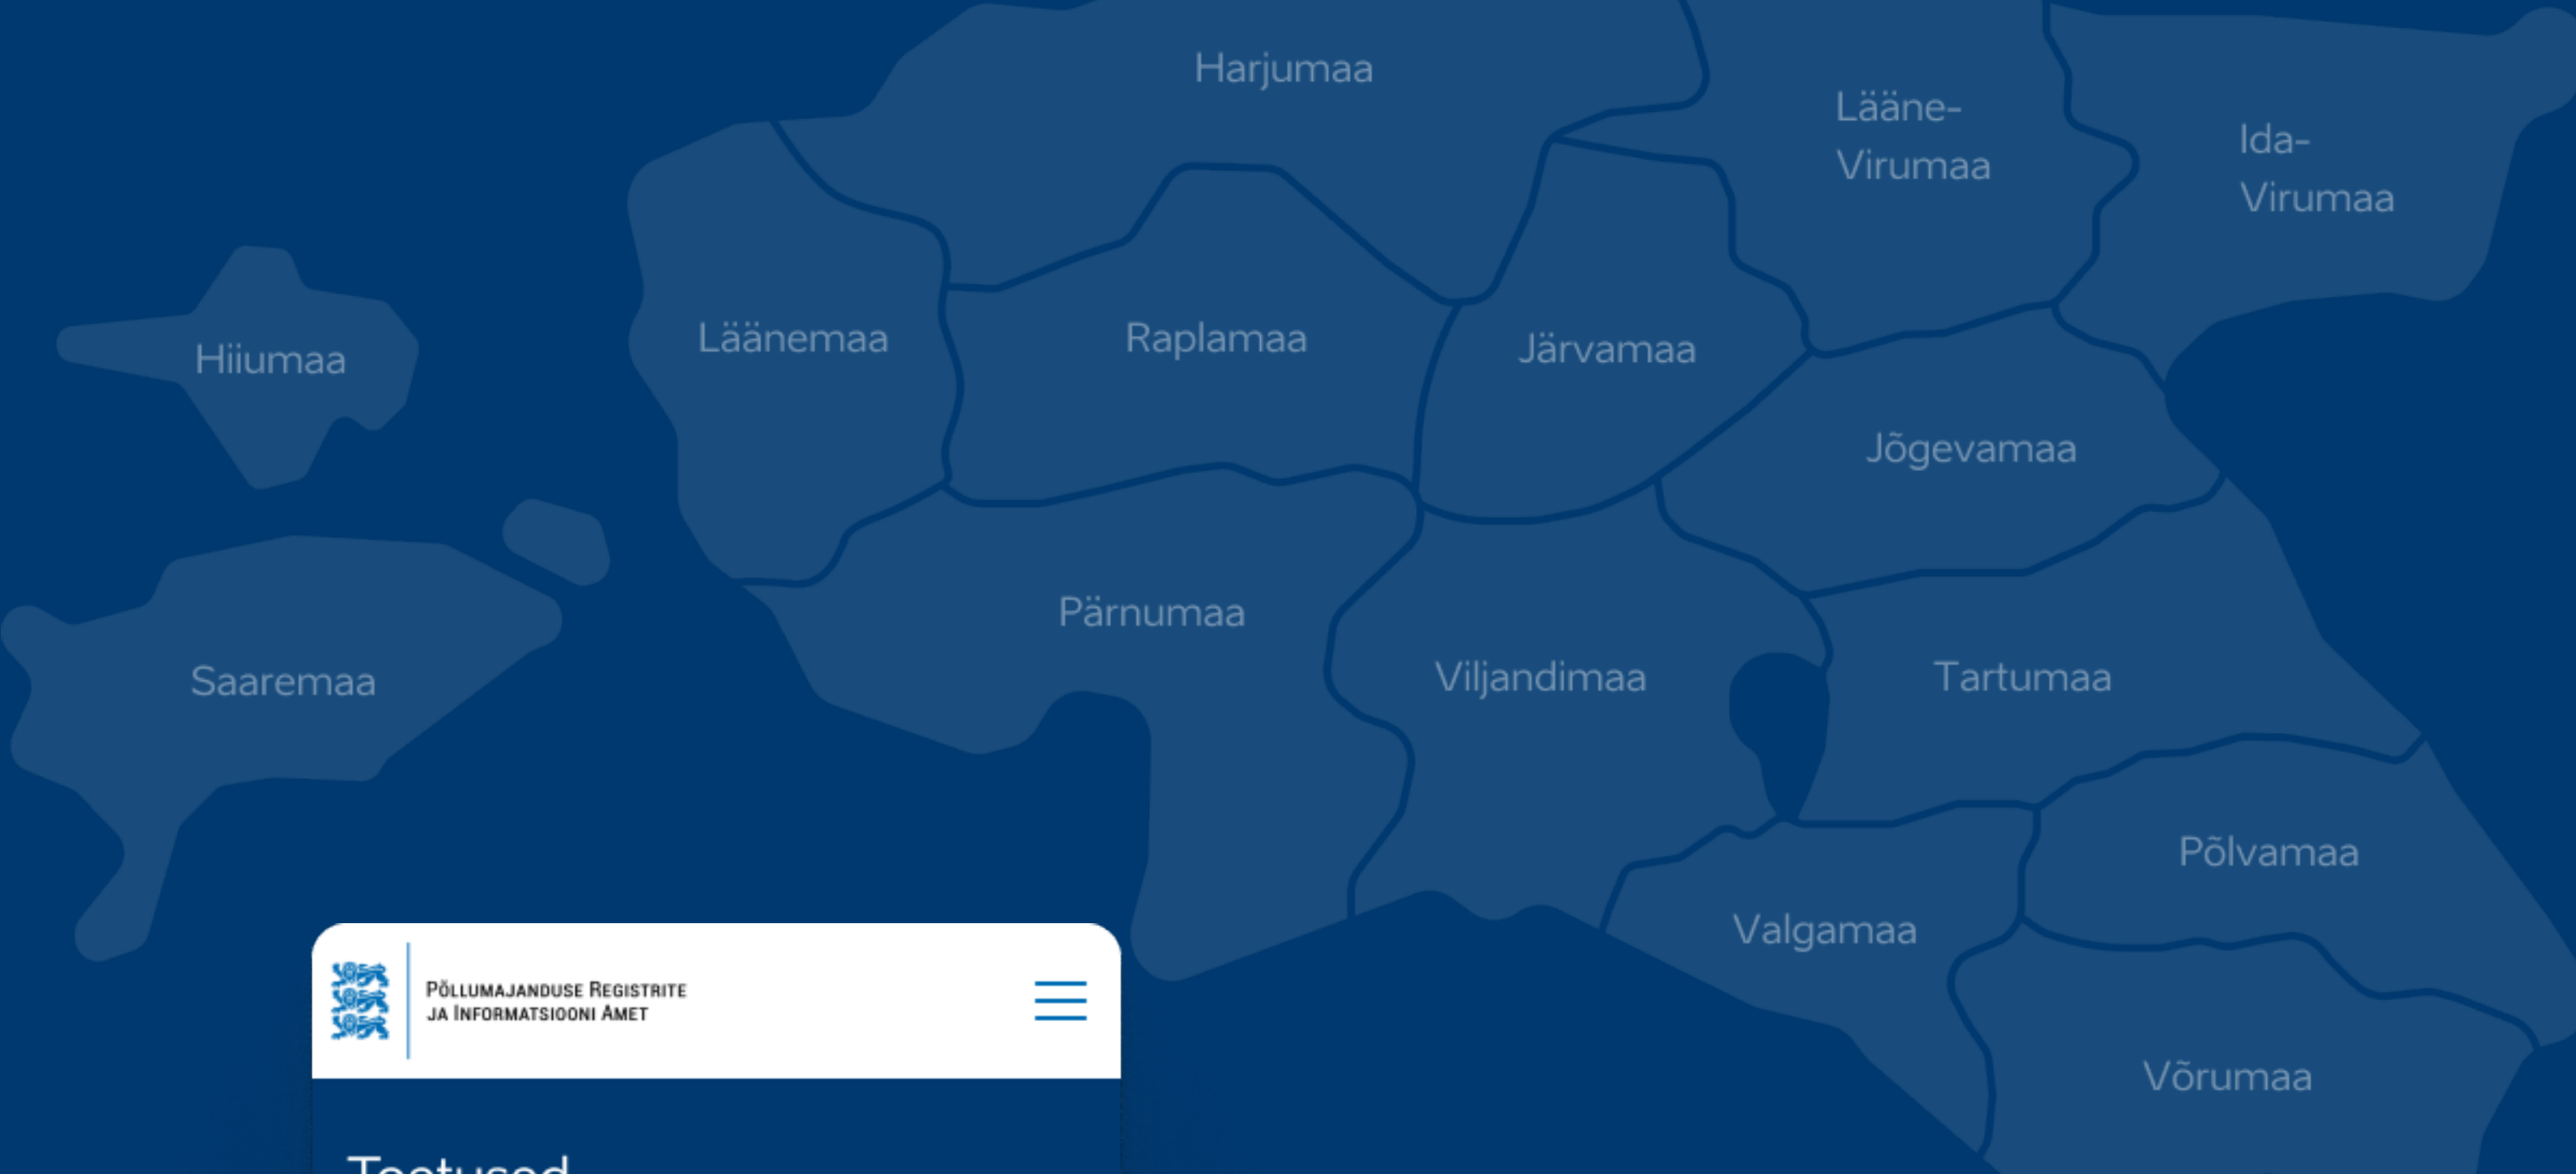 Harjumaa
Lääne-
Virumaa
Ida-
Virumaa
Hiiumaa
Läänemaa
Raplamaa
Järvamaa
Jõgevamaa
Saaremaa
Pärnumaa
Viljandimaa
Tartumaa
Põlvamaa
Valgamaa
Võrumaa
PÕLLUMAJANDUSE REGISTRITE
JA INFORMATSIOONI AMET
Toetused